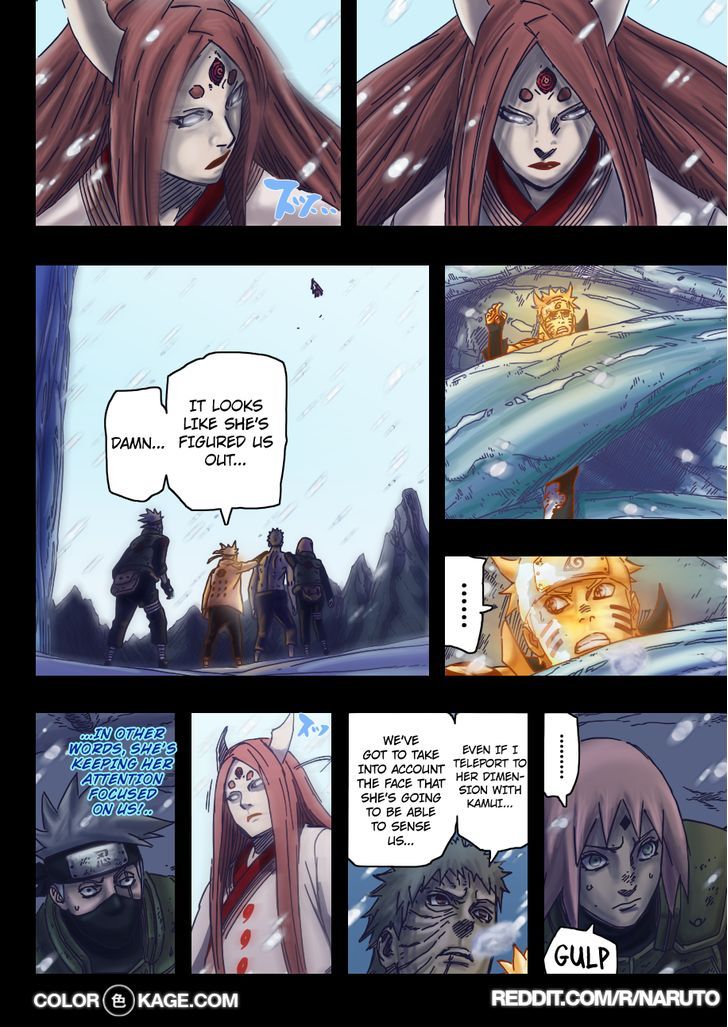 ズズ...
IT LOOKS
LIKE SHE'S
FIGURED US
OUT...
DAMN...
........
........
GULP
EVEN IF I
TELEPORT TO
HER DIMEN-
SION WITH
KAMUI...
WE'VE
GOT TO TAKE
INTO ACCOUNT
THE FACE THAT
SHE'S GOING
TO BE ABLE
TO SENSE
US...
ズッ
...IN OTHER
WORDS, SHE'S
KEEPING HER
ATTENTION
FOCUSED
ON US!..
COLOR 色 KAGE.COM
REDDIT.COM/R/NARUTO